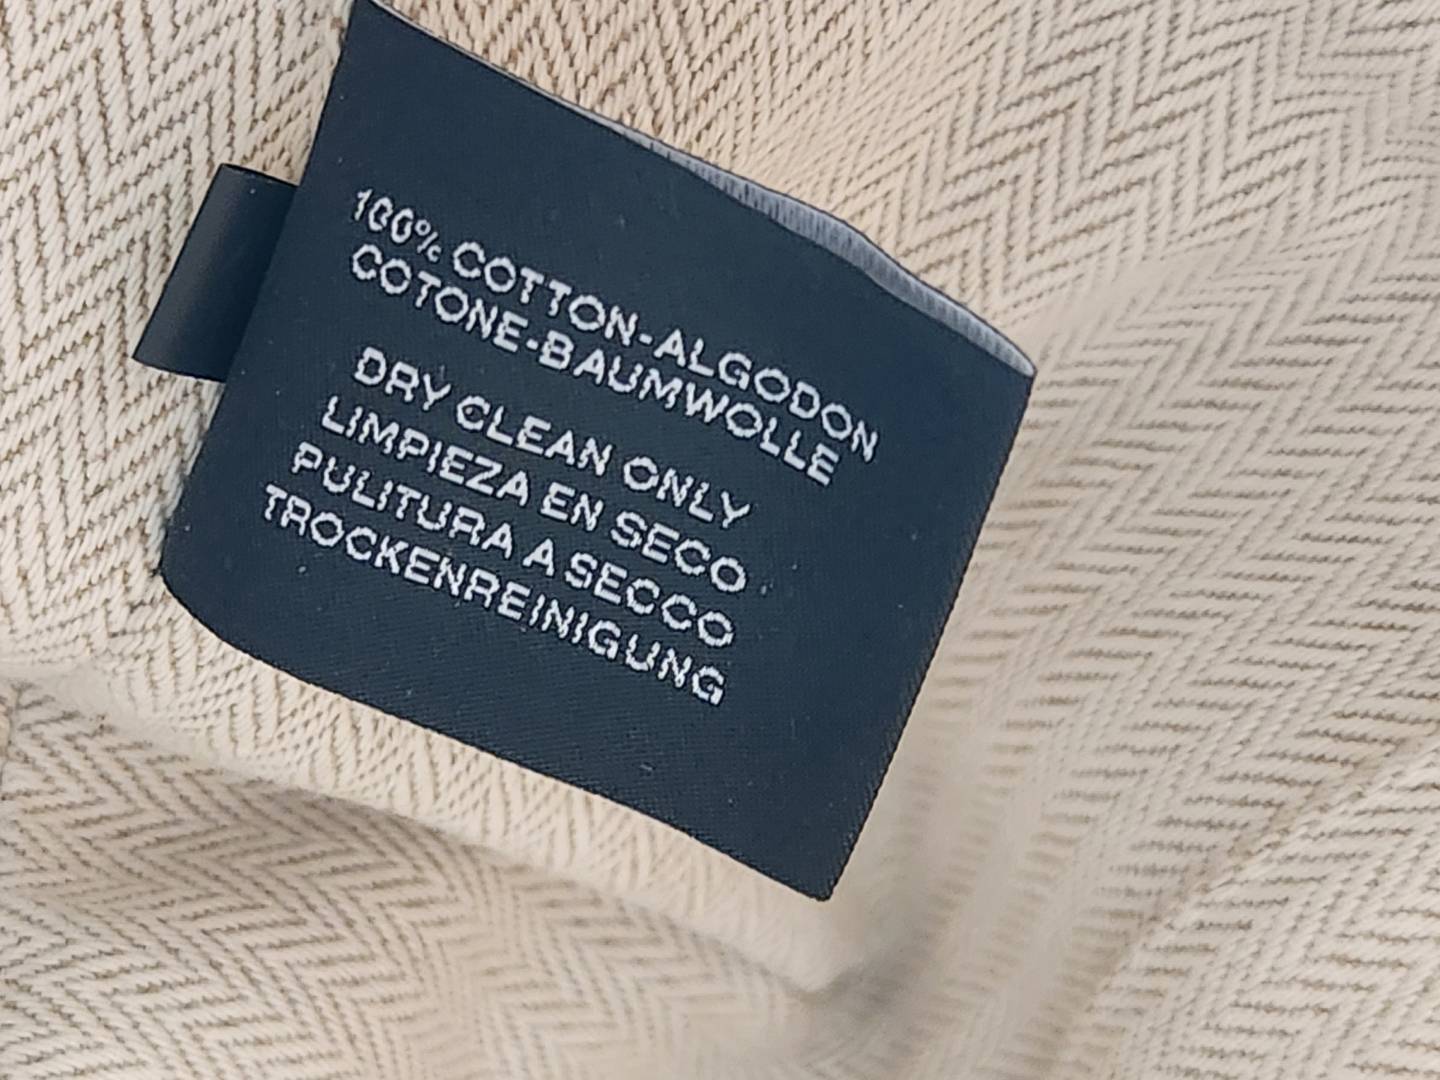 100% COTTON-ALGODON
COTONE-BAUMWOLLE
DRY CLEAN ONLY
LIMPIEZA EN SECO
PULITURA A SECCO
TROCKENREINIGUNG